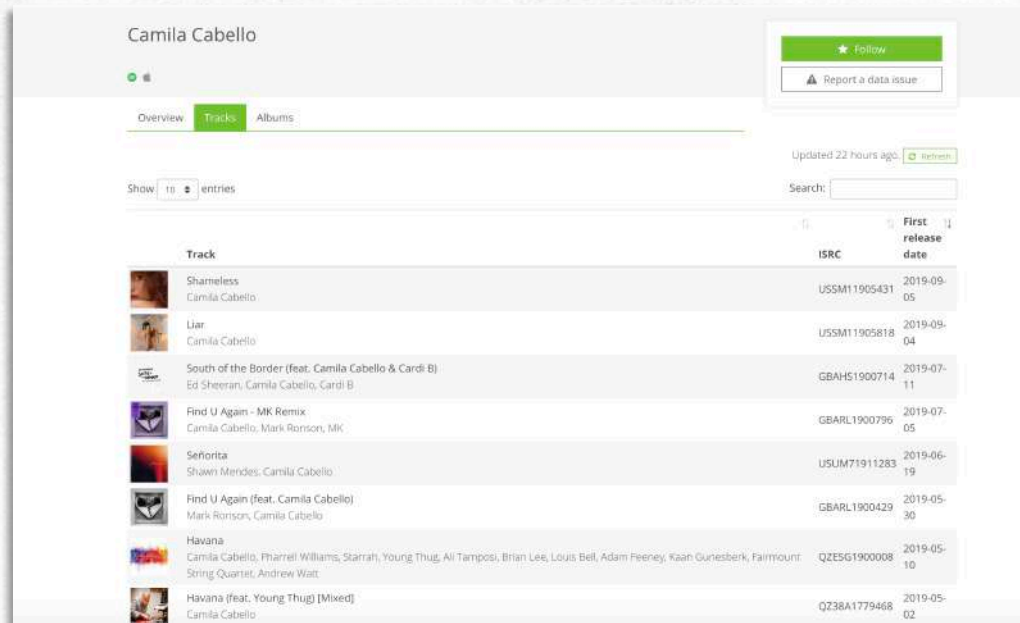 Camila Cabello
Follow
Report a data issue
Overview Tracks Albums
Updated 22 hours ago. Refresh
Show 10 entries
Search:
Track ISRC First release date
Shameless
Camila Cabello
USSM11905431
2019-09-
05
Liar
Camila Cabello
USSM11905818
2019-09-
04
South of the Border (feat. Camila Cabello & Cardi B)
Ed Sheeran, Camila Cabello, Cardi B
GBAHS1900714
2019-07-
11
Find U Again - MK Remix
Camila Cabello, Mark Ronson, MK
GBARL1900796
2019-07-
05
Señorita
Shawn Mendes, Camila Cabello
USUM71911283
2019-06-
19
Find U Again (feat. Camila Cabello)
Mark Ronson, Camila Cabello
GBARL1900429
2019-05-
30
Havana
Camila Cabello, Pharrell Williams, Starrah, Young Thug, Ali Tamposi, Brian Lee, Louis Bell, Adam Feeney, Kaan Gunesberk, Fairmount
String Quartet, Andrew Watt
QZESG1900008
2019-05-
10
Havana (feat. Young Thug) [Mixed]
Camila Cabello
QZ38A1779468
2019-05-
02